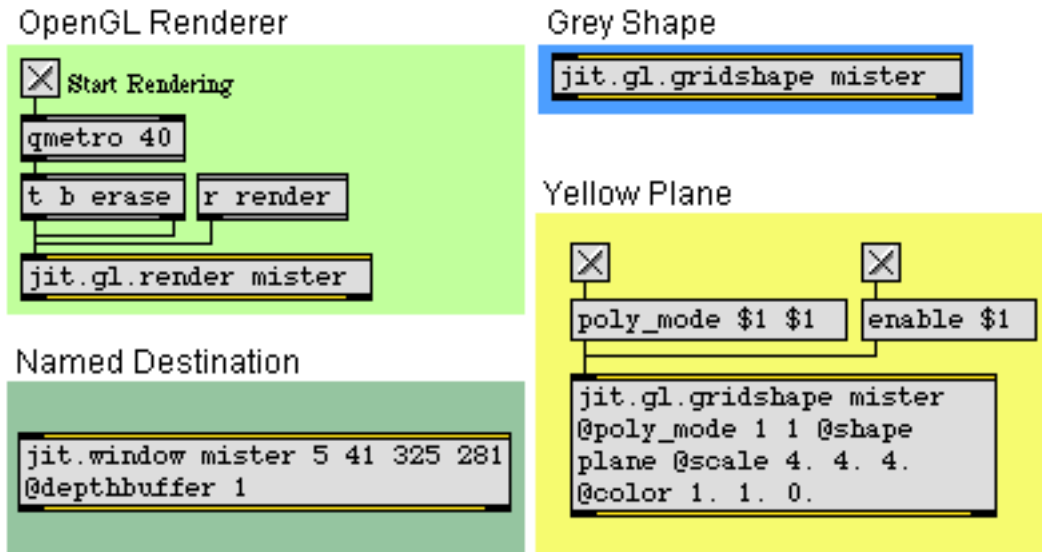 OpenGL Renderer
Start Rendering
qmetro 40
t b erase
r render
jit.gl.render mister
Named Destination
jit.window mister 5 41 325 281
@depthbuffer 1
Grey Shape
jit.gl.gridshape mister
Yellow Plane
poly_mode $1 $1
enable $1
jit.gl.gridshape mister
@poly_mode 1 1 @shape
plane @scale 4. 4. 4.
@color 1. 1. 0.